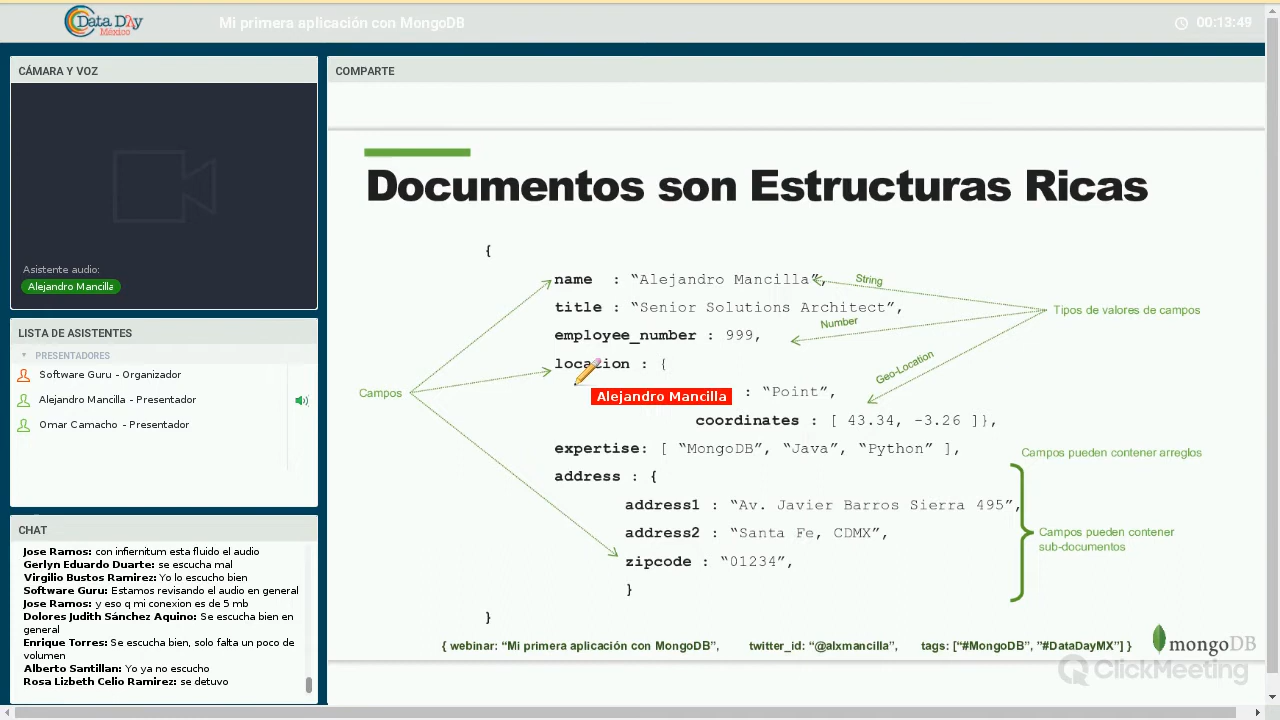 Data Day
México
Mi primera aplicación con MongoDB
00:13:49
CÁMARA Y VOZ
Asistente audio:
Alejandro Mancilla
LISTA DE ASISTENTES
PRESENTADORES
Software Guru - Organizador
Alejandro Mancilla - Presentador
Omar Camacho - Presentador
CHAT
Jose Ramos: con infiernitum esta fluido el audio
Gerlyn Eduardo Duarte: se escucha mal
Virgilio Bustos Ramirez: Yo lo escucho bien
Software Guru: Estamos revisando el audio en general
Jose Ramos: y eso q mi conexion es de 5 mb
Dolores Judith Sánchez Aquino: Se escucha bien en
general
Enrique Torres: Se escucha bien, solo falta un poco de
volumen
Alberto Santillan: Yo ya no escucho
Rosa Lizbeth Celio Ramirez: se detuvo
COMPARTE
Documentos son Estructuras Ricas
{
name : “Alejandro Mancilla”,
title : “Senior Solutions Architect”,
employee_number : 999,
location : {
: “Point”,
coordinates : [ 43.34, -3.26 ]},
expertise: [ “MongoDB”, “Java”, “Python” ],
address : {
address1 : “Av. Javier Barros Sierra 495”,
address2 : “Santa Fe, CDMX”,
zipcode : “01234”,
}
}
Campos
Alejandro Mancilla
String
Number
Geo-Location
Tipos de valores de campos
Campos pueden contener arreglos
Campos pueden contener
sub-documentos
{ webinar: “Mi primera aplicación con MongoDB”, twitter_id: “@alxmancilla”, tags: [“#MongoDB”, ”#DataDayMX”] }
mongoDB
ClickMeeting